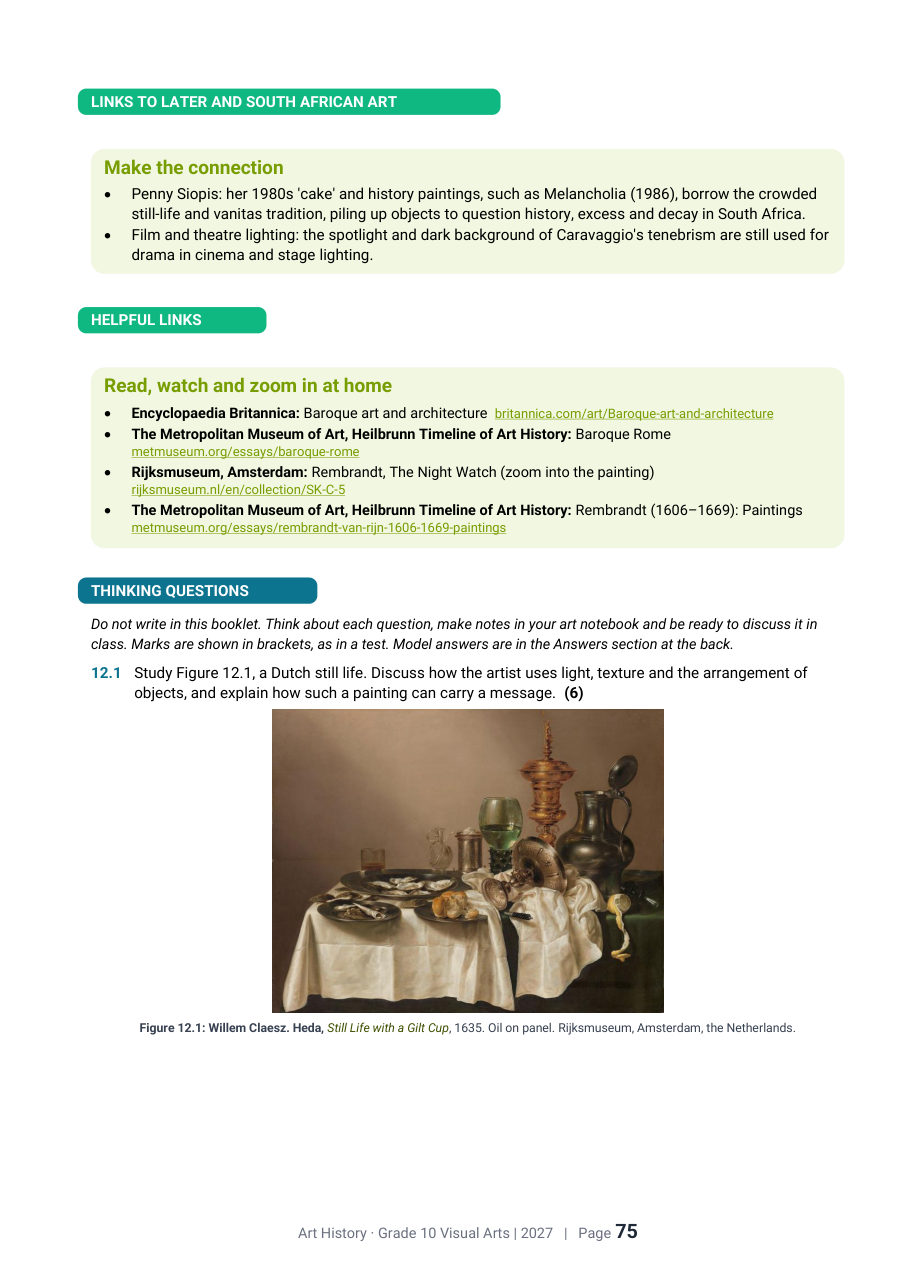 LINKS TO LATER AND SOUTH AFRICAN ART
Make the connection
• Penny Siopis: her 1980s 'cake' and history paintings, such as Melancholia (1986), borrow the crowded
still-life and vanitas tradition, piling up objects to question history, excess and decay in South Africa.
• Film and theatre lighting: the spotlight and dark background of Caravaggio's tenebrism are still used for
drama in cinema and stage lighting.
HELPFUL LINKS
Read, watch and zoom in at home
• Encyclopaedia Britannica: Baroque art and architecture britannica.com/art/Baroque-art-and-architecture
• The Metropolitan Museum of Art, Heilbrunn Timeline of Art History: Baroque Rome
metmuseum.org/essays/baroque-rome
• Rijksmuseum, Amsterdam: Rembrandt, The Night Watch (zoom into the painting)
rijksmuseum.nl/en/collection/SK-C-5
• The Metropolitan Museum of Art, Heilbrunn Timeline of Art History: Rembrandt (1606–1669): Paintings
metmuseum.org/essays/rembrandt-van-rijn-1606-1669-paintings
THINKING QUESTIONS
Do not write in this booklet. Think about each question, make notes in your art notebook and be ready to discuss it in
class. Marks are shown in brackets, as in a test. Model answers are in the Answers section at the back.
12.1 Study Figure 12.1, a Dutch still life. Discuss how the artist uses light, texture and the arrangement of
objects, and explain how such a painting can carry a message. (6)
Figure 12.1: Willem Claesz. Heda, Still Life with a Gilt Cup, 1635. Oil on panel. Rijksmuseum, Amsterdam, the Netherlands.
Art History · Grade 10 Visual Arts | 2027 | Page 75